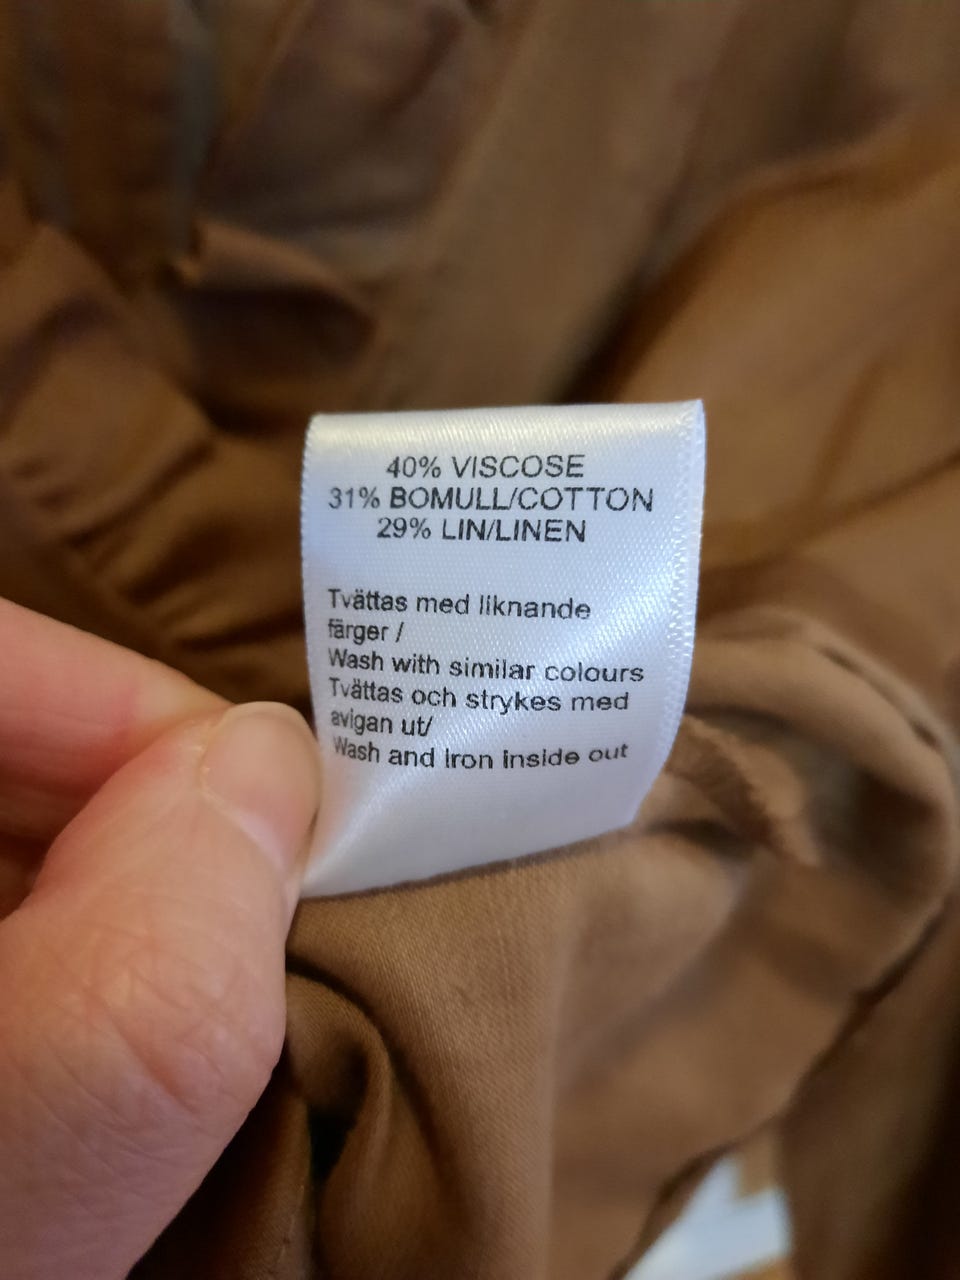 40% VISCOSE
31% BOMULL/COTTON
29% LIN/LINEN
Tvättas med liknande
färger /
Wash with similar colours
Tvättas och strykes med
avigan ut/
Wash and iron inside out